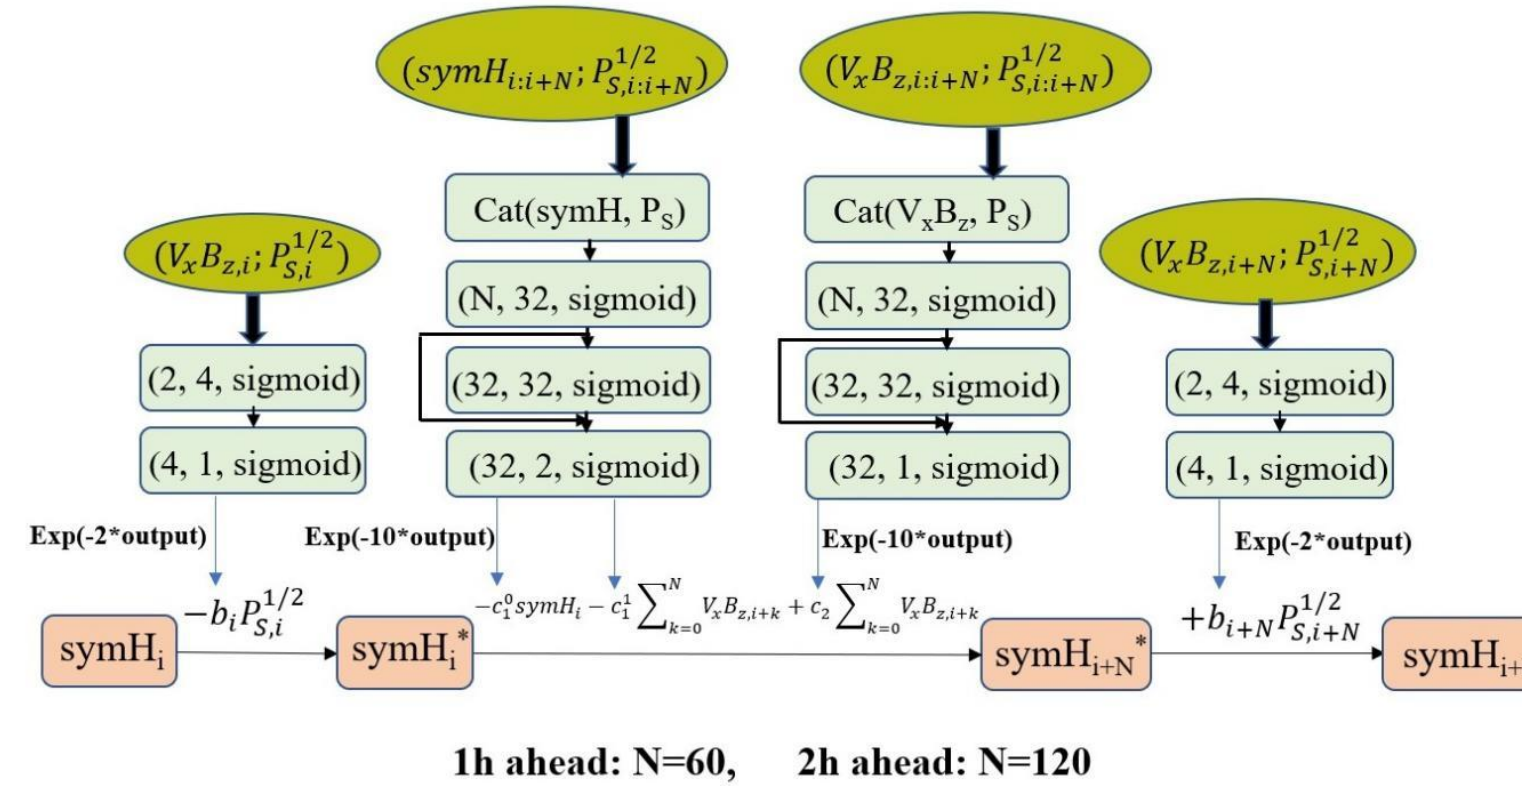 (symH_{i:i+N}; P_{S,i:i+N}^{1/2})
(V_xB_{z,i:i+N}; P_{S,i:i+N}^{1/2})
Cat(symH, P_S)
Cat(V_xB_z, P_S)
(V_xB_{z,i}; P_{S,i}^{1/2})
(V_xB_{z,i+N}; P_{S,i+N}^{1/2})
(N, 32, sigmoid)
(N, 32, sigmoid)
(2, 4, sigmoid)
(32, 32, sigmoid)
(32, 32, sigmoid)
(2, 4, sigmoid)
(4, 1, sigmoid)
(32, 2, sigmoid)
(32, 1, sigmoid)
(4, 1, sigmoid)
Exp(-2*output)
Exp(-10*output)
Exp(-10*output)
Exp(-2*output)
−b_iP_{S,i}^{1/2}
−c_1^0symH_i − c_1^1 ∑_{k=0}^N V_xB_{z,i+k} + c_2 ∑_{k=0}^N V_xB_{z,i+k}
+b_{i+N}P_{S,i+N}^{1/2}
symH_i
symH_i^*
symH_{i+N}^*
symH_{i+
1h ahead: N=60, 2h ahead: N=120